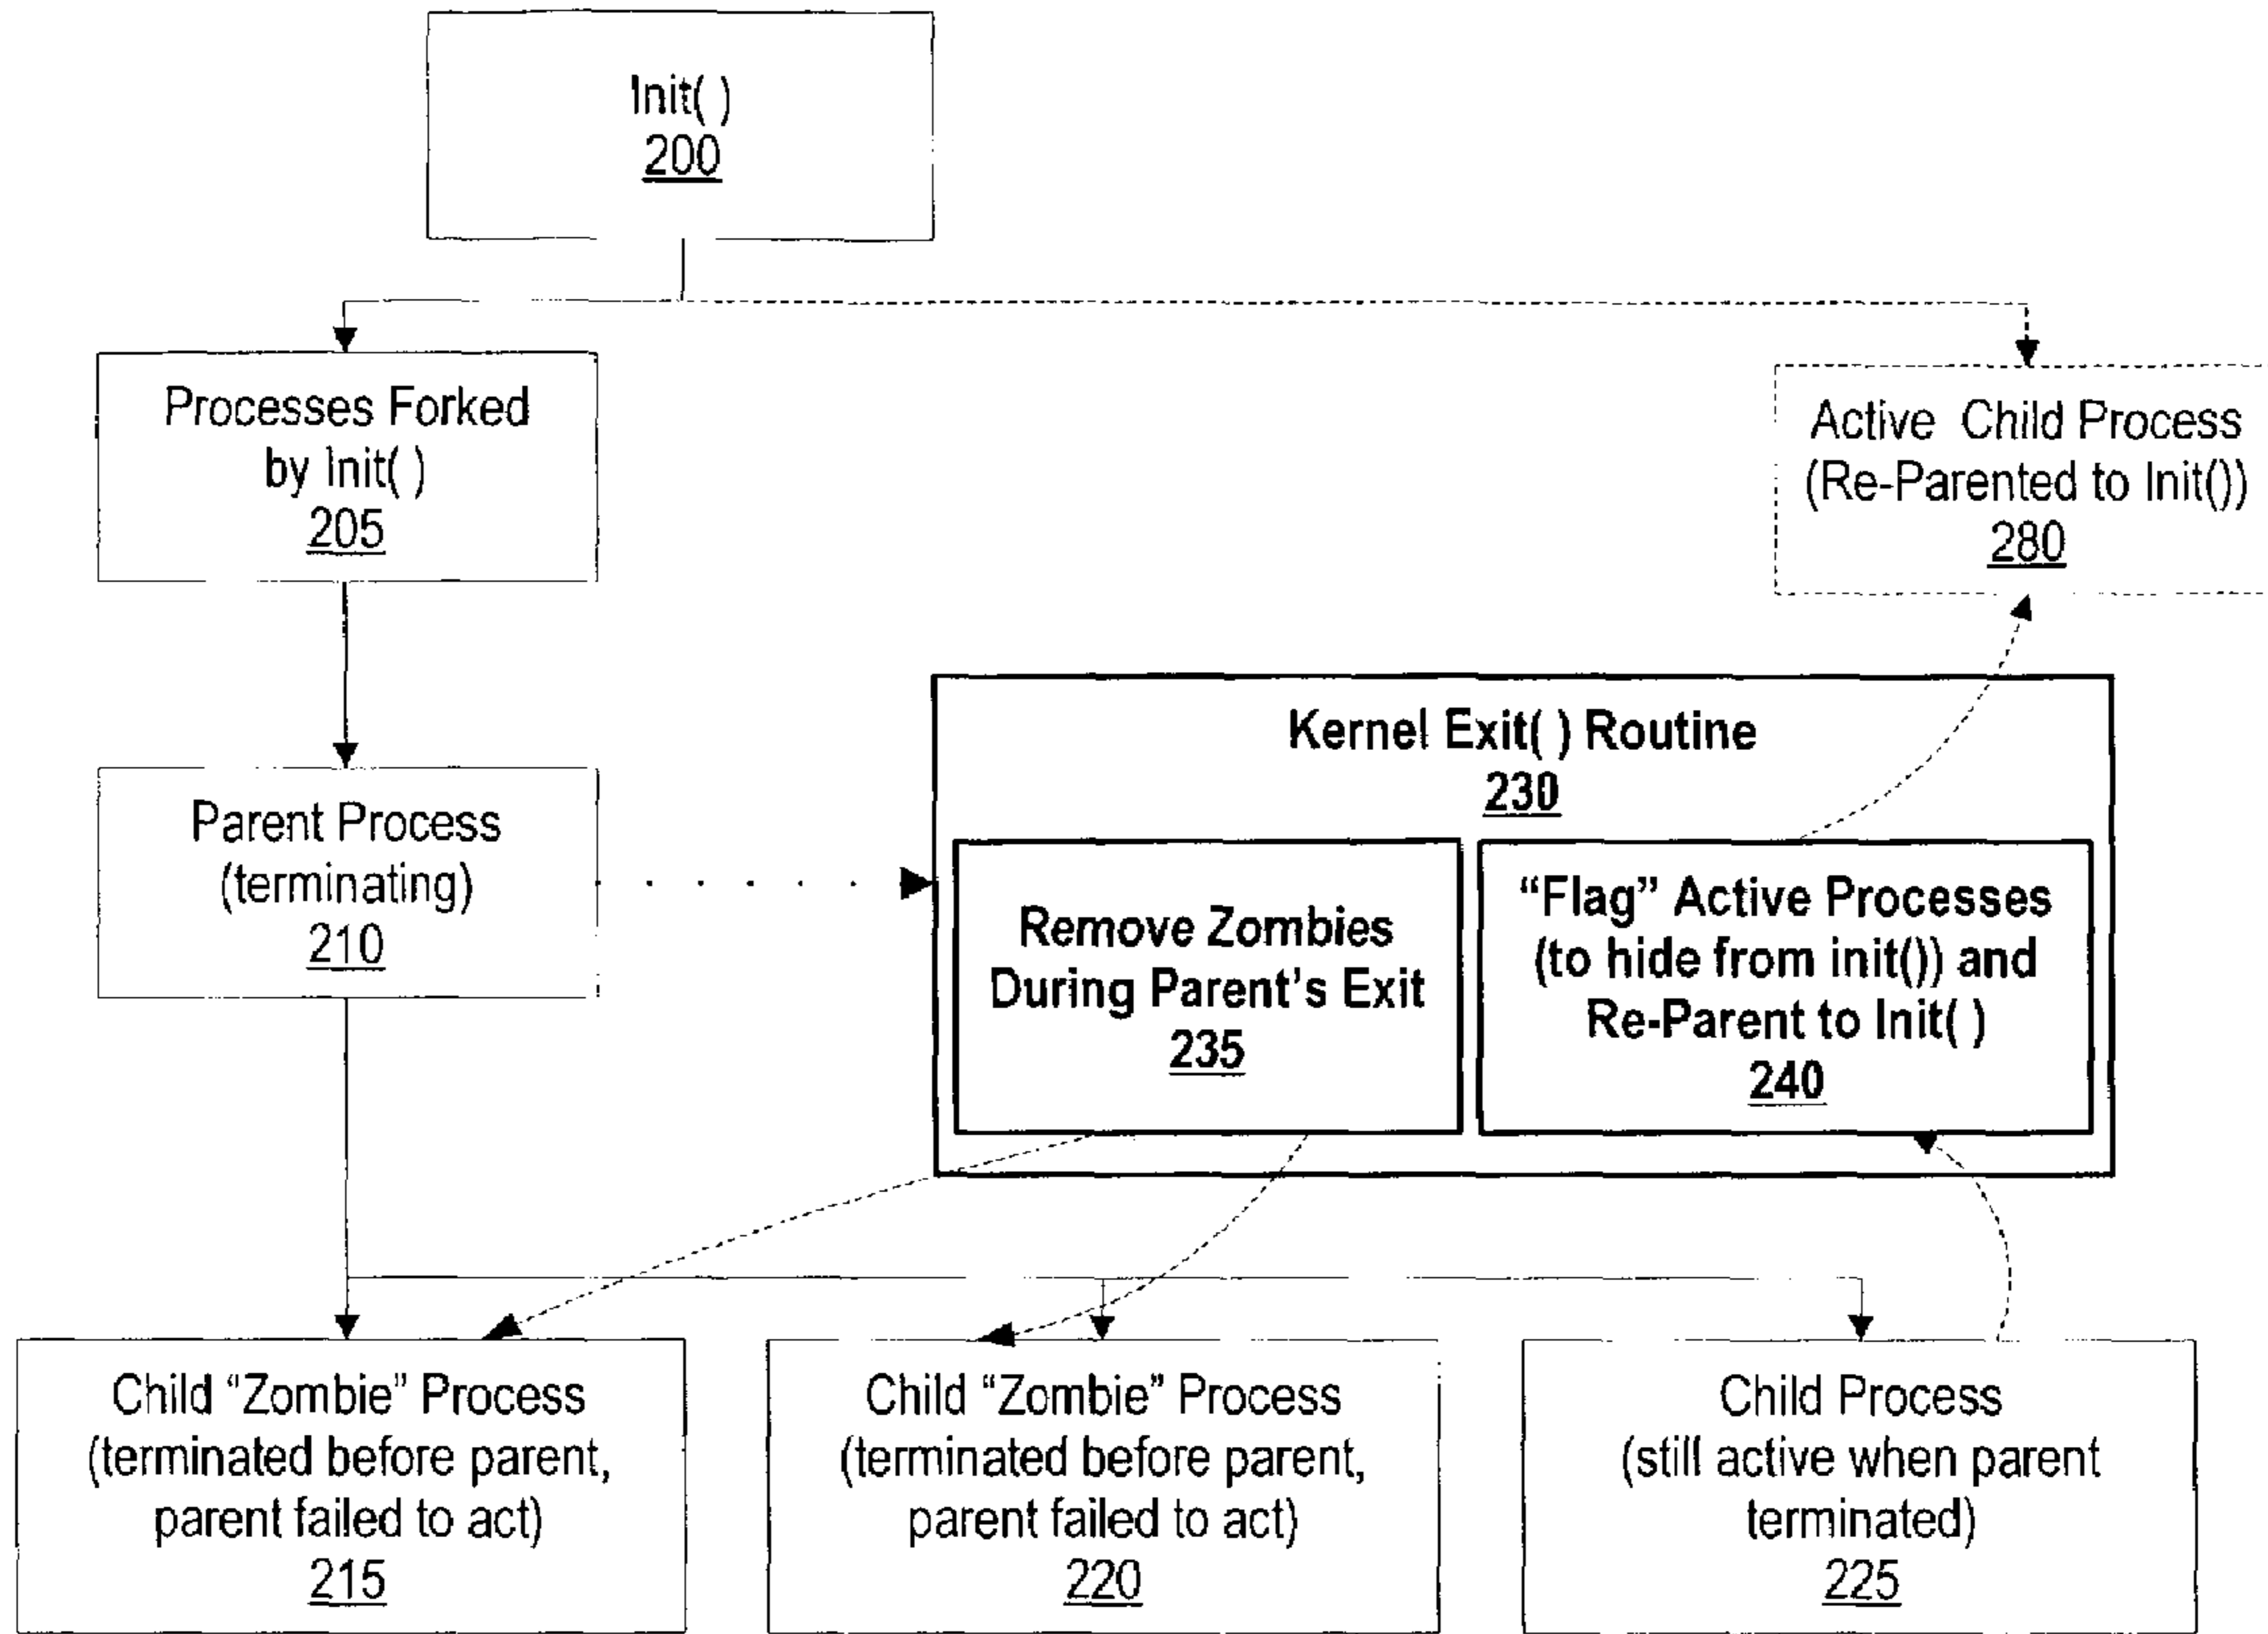 Init( )
200
Processes Forked
by Init( )
205
Active Child Process
(Re-Parented to Init())
280
Kernel Exit( ) Routine
230
Parent Process
(terminating)
210
Remove Zombies
During Parent's Exit
235
“Flag” Active Processes
(to hide from init()) and
Re-Parent to Init( )
240
Child “Zombie” Process
(terminated before parent,
parent failed to act)
215
Child “Zombie” Process
(terminated before parent,
parent failed to act)
220
Child Process
(still active when parent
terminated)
225